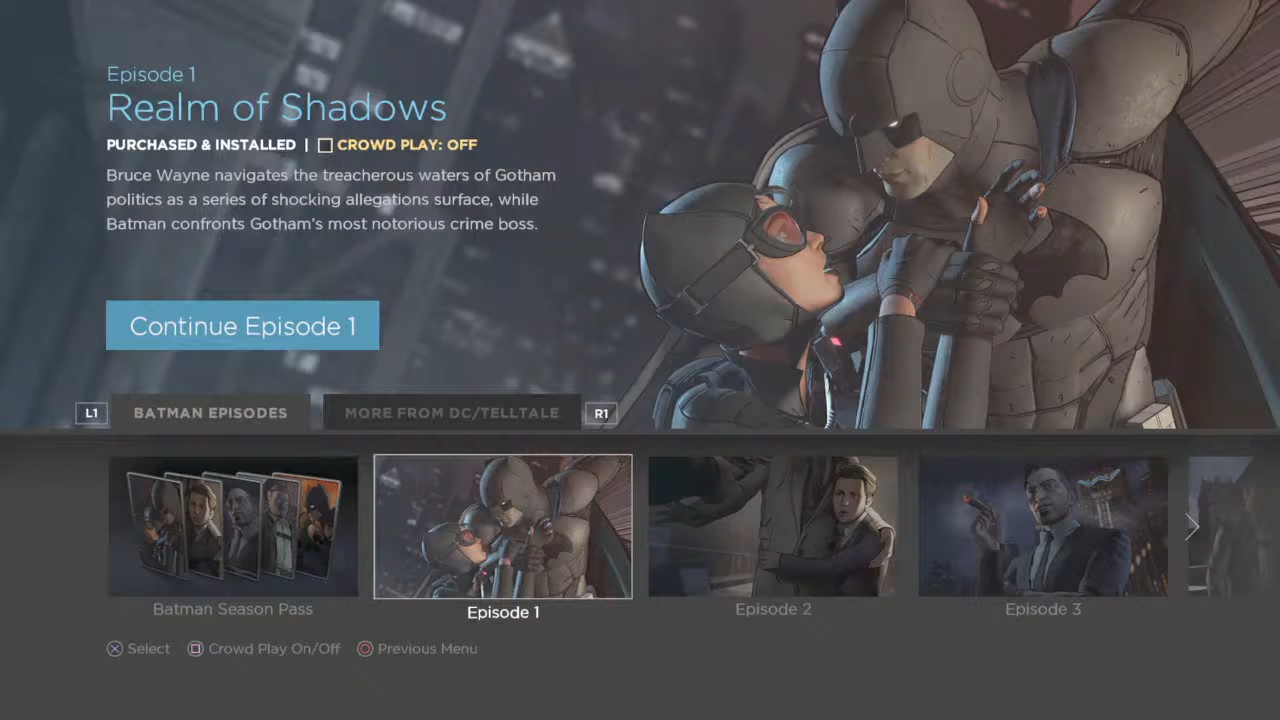 Episode 1
Realm of Shadows
PURCHASED & INSTALLED | CROWD PLAY: OFF
Bruce Wayne navigates the treacherous waters of Gotham
politics as a series of shocking allegations surface, while
Batman confronts Gotham's most notorious crime boss.
Continue Episode 1
L1 BATMAN EPISODES MORE FROM DC/TELLTALE R1
Batman Season Pass Episode 1 Episode 2 Episode 3
Select Crowd Play On/Off Previous Menu